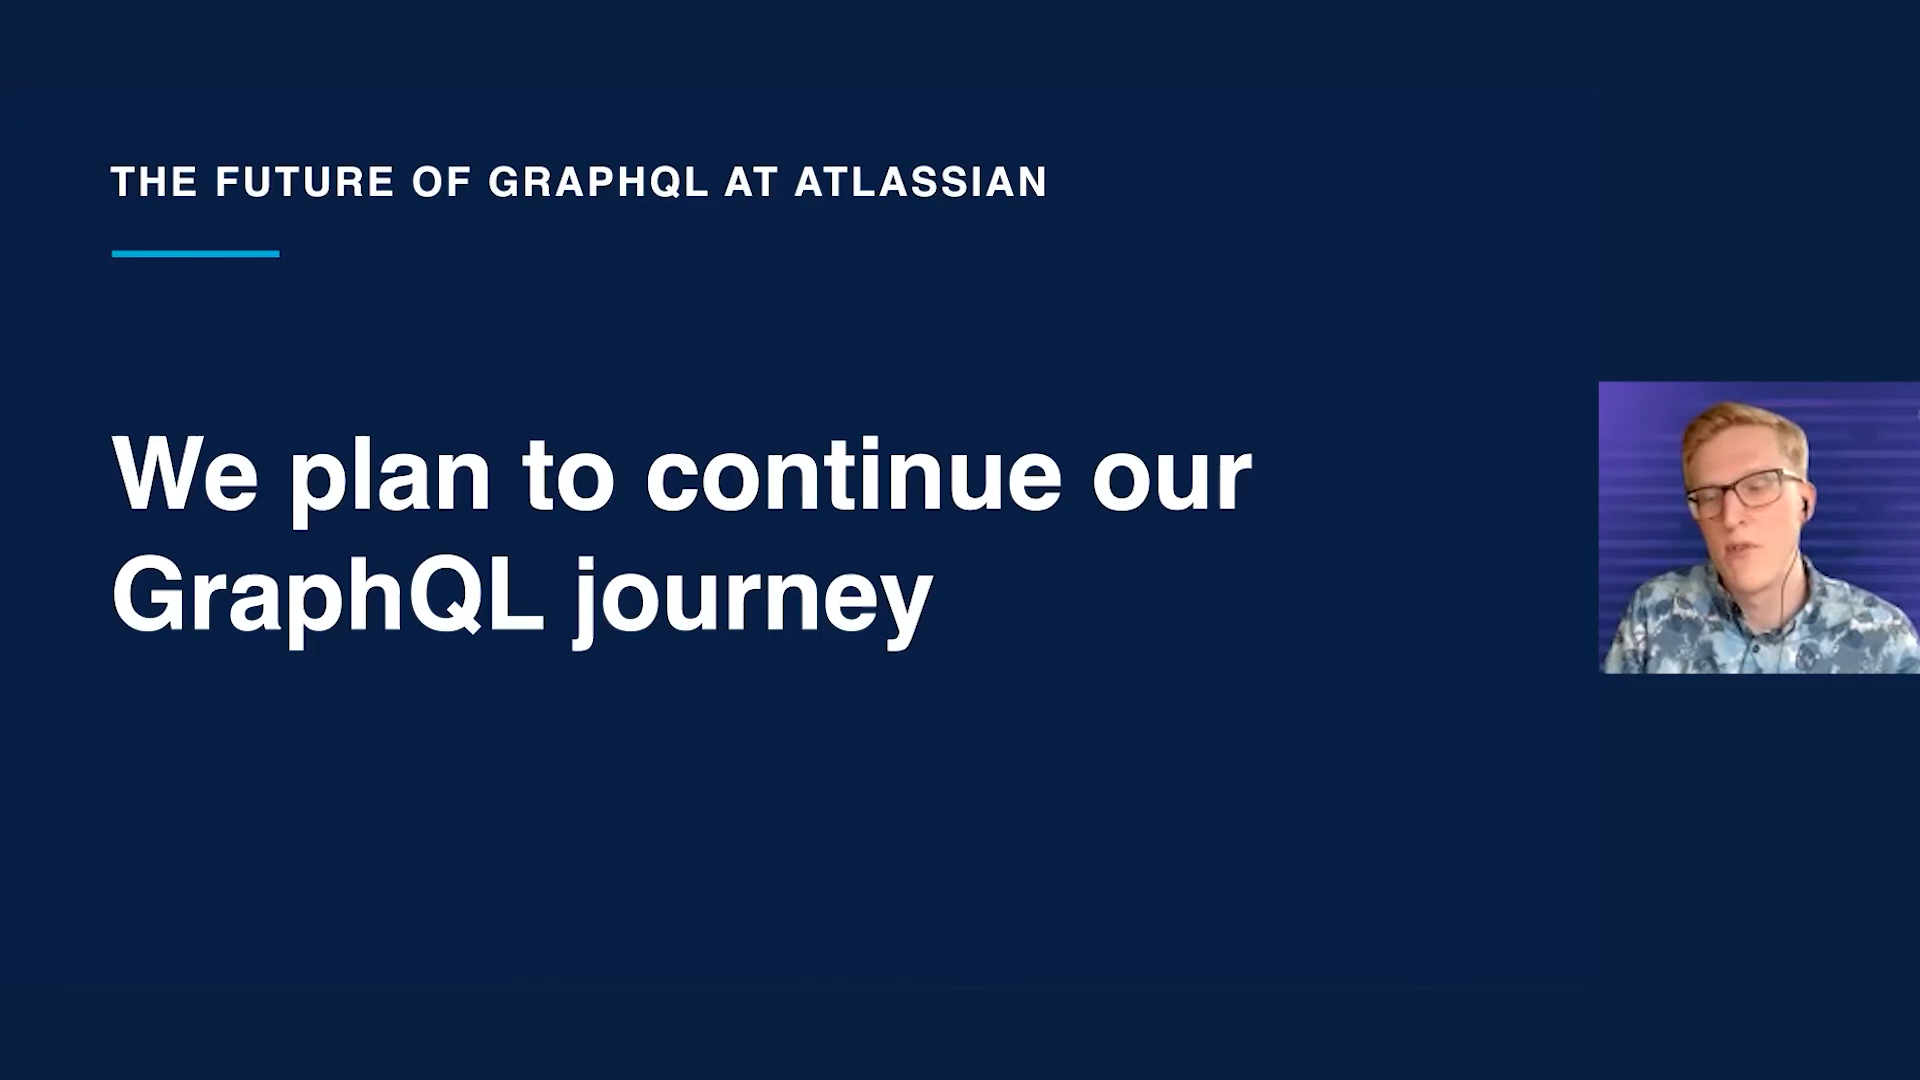 THE FUTURE OF GRAPHQL AT ATLASSIAN
We plan to continue our
GraphQL journey